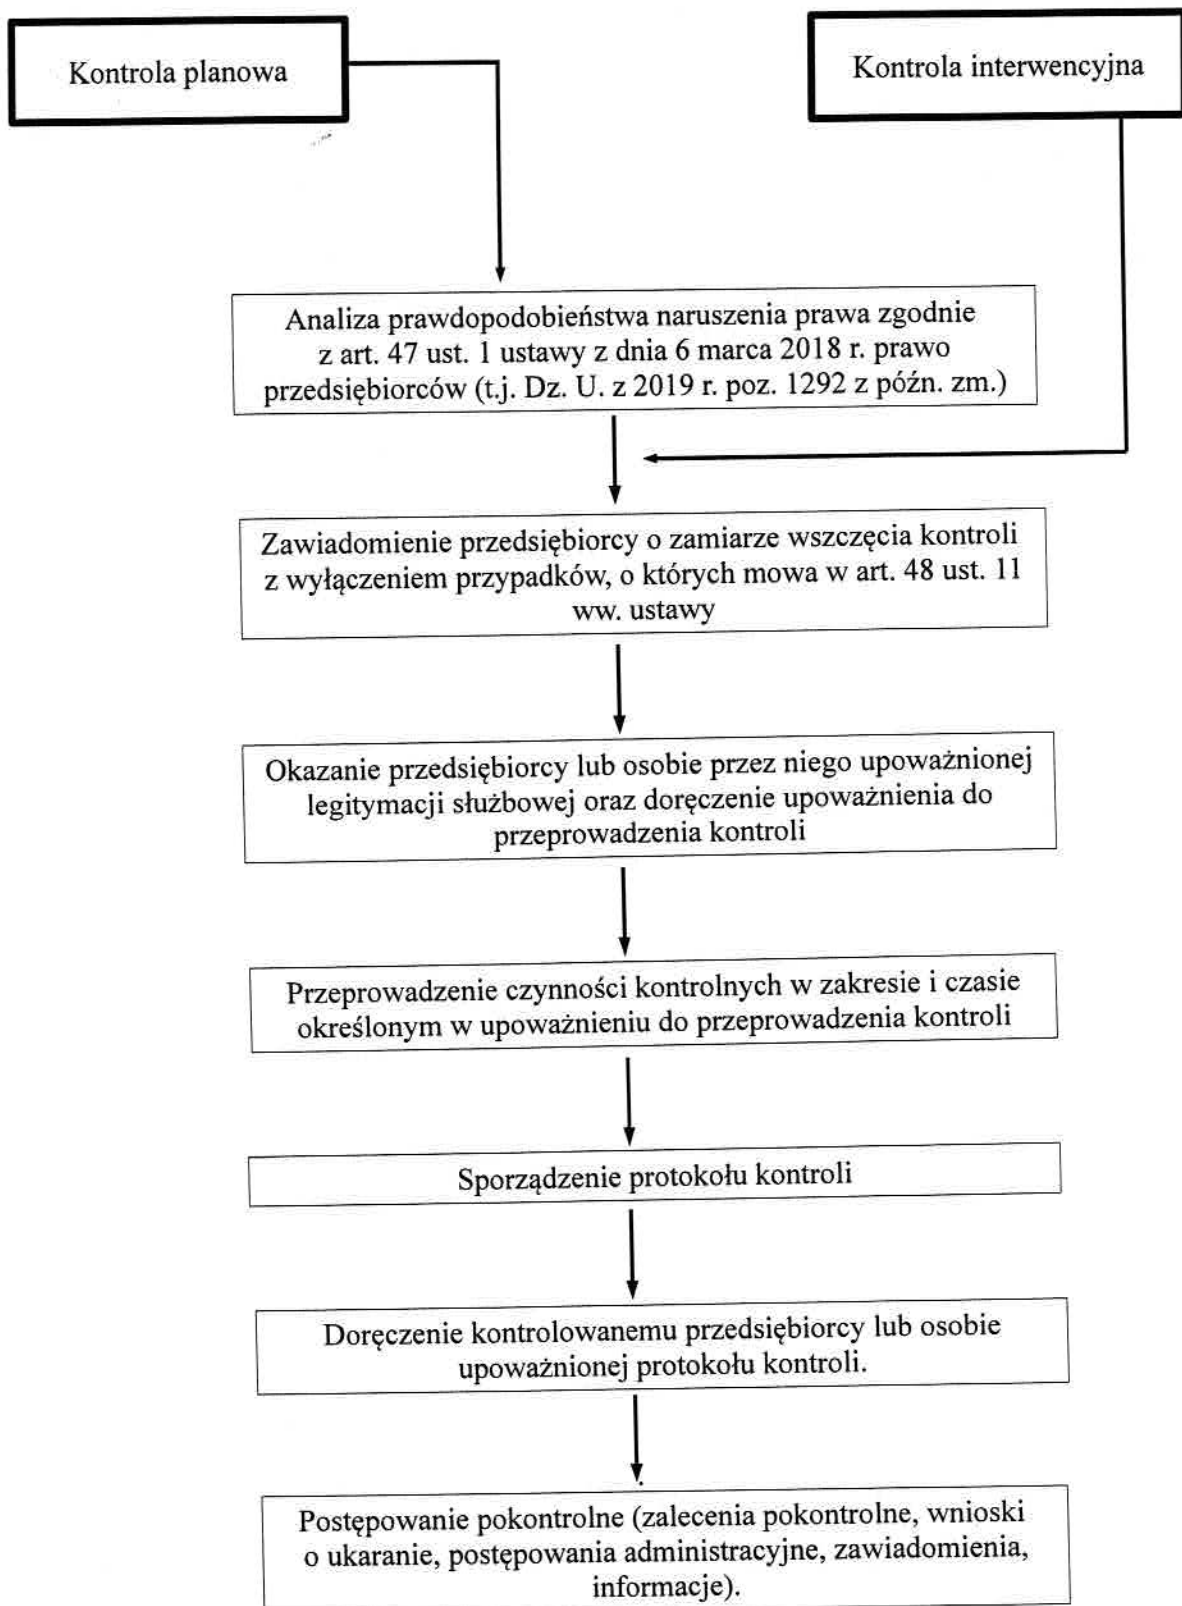 Kontrola planowa
Kontrola interwencyjna
Analiza prawdopodobieństwa naruszenia prawa zgodnie
z art. 47 ust. 1 ustawy z dnia 6 marca 2018 r. prawo
przedsiębiorców (t.j. Dz. U. z 2019 r. poz. 1292 z późn. zm.)
Zawiadomienie przedsiębiorcy o zamiarze wszczęcia kontroli
z wyłączeniem przypadków, o których mowa w art. 48 ust. 11
ww. ustawy
Okazanie przedsiębiorcy lub osobie przez niego upoważnionej
legitymacji służbowej oraz doręczenie upoważnienia do
przeprowadzenia kontroli
Przeprowadzenie czynności kontrolnych w zakresie i czasie
określonym w upoważnieniu do przeprowadzenia kontroli
Sporządzenie protokołu kontroli
Doręczenie kontrolowanemu przedsiębiorcy lub osobie
upoważnionej protokołu kontroli.
Postępowanie pokontrolne (zalecenia pokontrolne, wnioski
o ukaranie, postępowania administracyjne, zawiadomienia,
informacje).